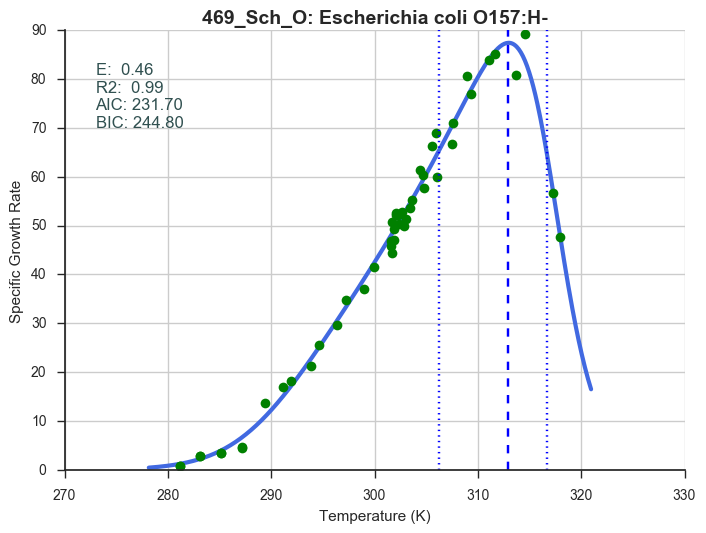 469_Sch_O: Escherichia coli O157:H-
E: 0.46
R2: 0.99
AIC: 231.70
BIC: 244.80
Specific Growth Rate
90
80
70
60
50
40
30
20
10
0
270 280 290 300 310 320 330
Temperature (K)